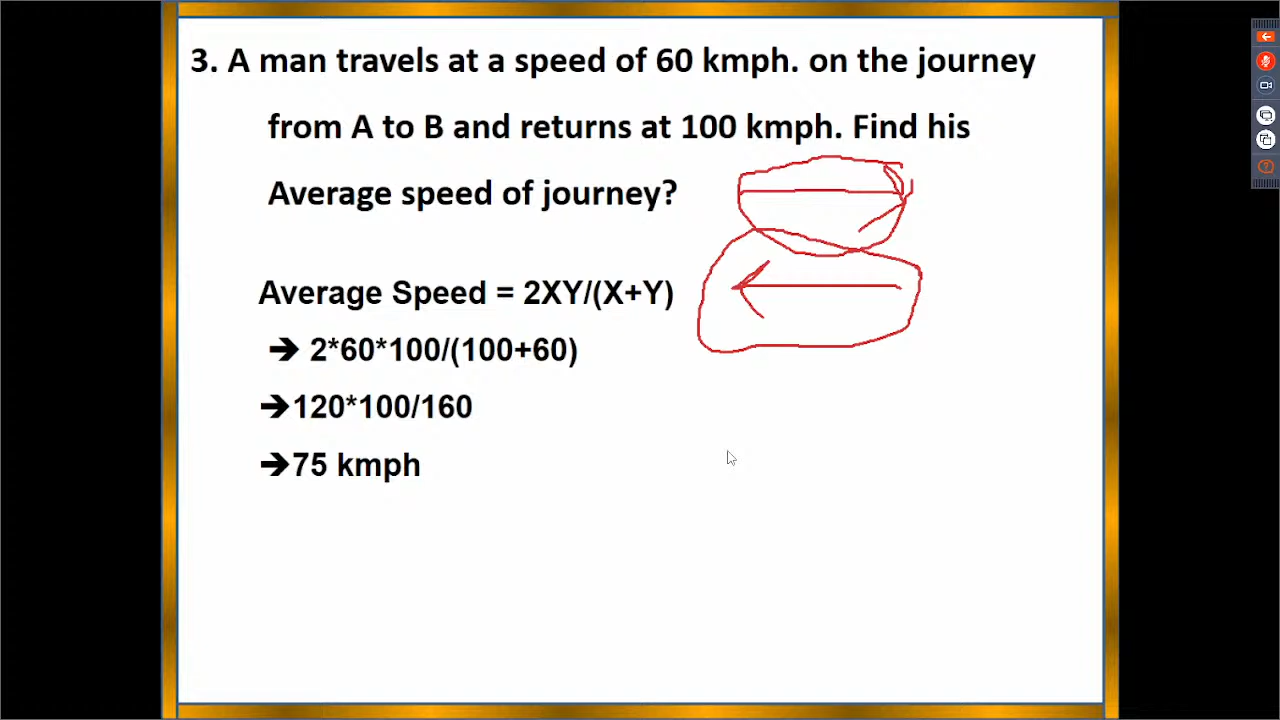 3. A man travels at a speed of 60 kmph. on the journey
from A to B and returns at 100 kmph. Find his
Average speed of journey?
Average Speed = 2XY/(X+Y)
➔ 2*60*100/(100+60)
➔120*100/160
➔75 kmph